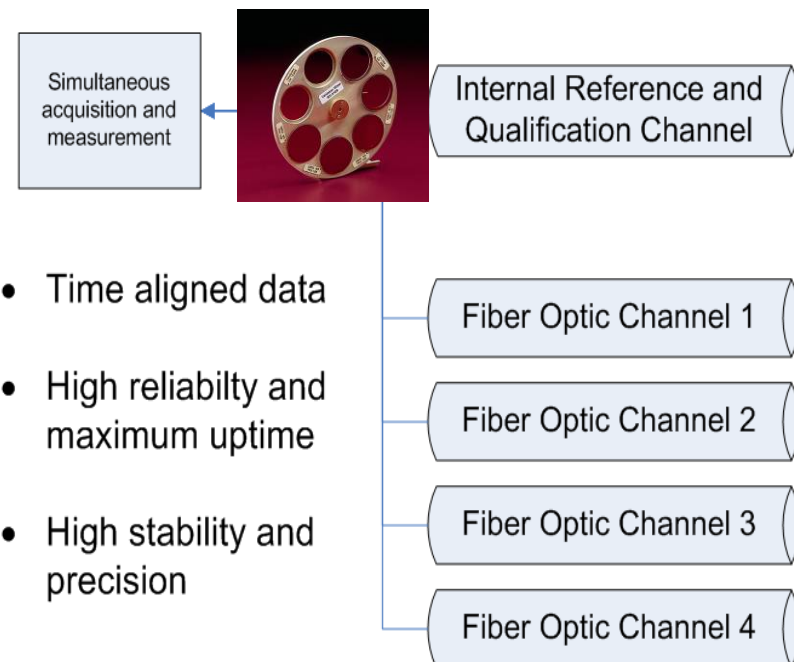 Simultaneous
acquisition and
measurement
Internal Reference and
Qualification Channel
• Time aligned data
• High reliabilty and
maximum uptime
• High stability and
precision
Fiber Optic Channel 1
Fiber Optic Channel 2
Fiber Optic Channel 3
Fiber Optic Channel 4